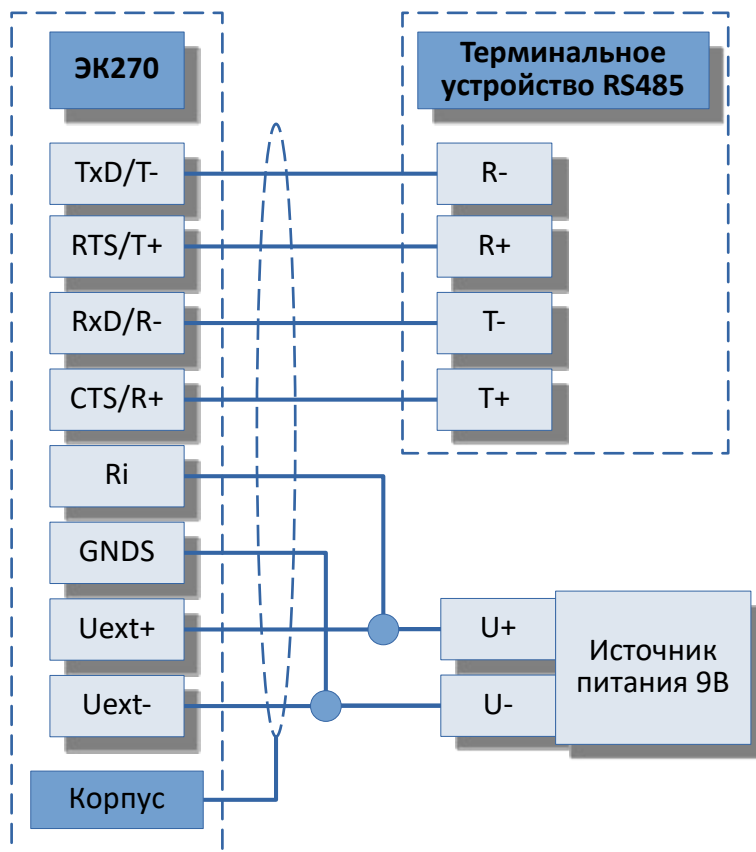 ЭК270
Терминальное
устройство RS485
TxD/T-
R-
RTS/T+
R+
RxD/R-
T-
CTS/R+
T+
Ri
GNDS
Uext+
U+
Uext-
U-
Источник
питания 9В
Корпус